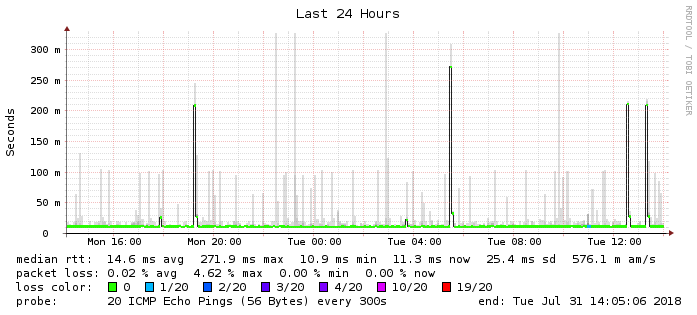 Last 24 Hours
RRDTOOL / TOBI OETIKER
Seconds
300 m
250 m
200 m
150 m
100 m
50 m
0
Mon 16:00 Mon 20:00 Tue 00:00 Tue 04:00 Tue 08:00 Tue 12:00
median rtt: 14.6 ms avg 271.9 ms max 10.9 ms min 11.3 ms now 25.4 ms sd 576.1 m am/s
packet loss: 0.02 % avg 4.62 % max 0.00 % min 0.00 % now
loss color: 0 1/20 2/20 3/20 4/20 10/20 19/20
probe: 20 ICMP Echo Pings (56 Bytes) every 300s end: Tue Jul 31 14:05:06 2018